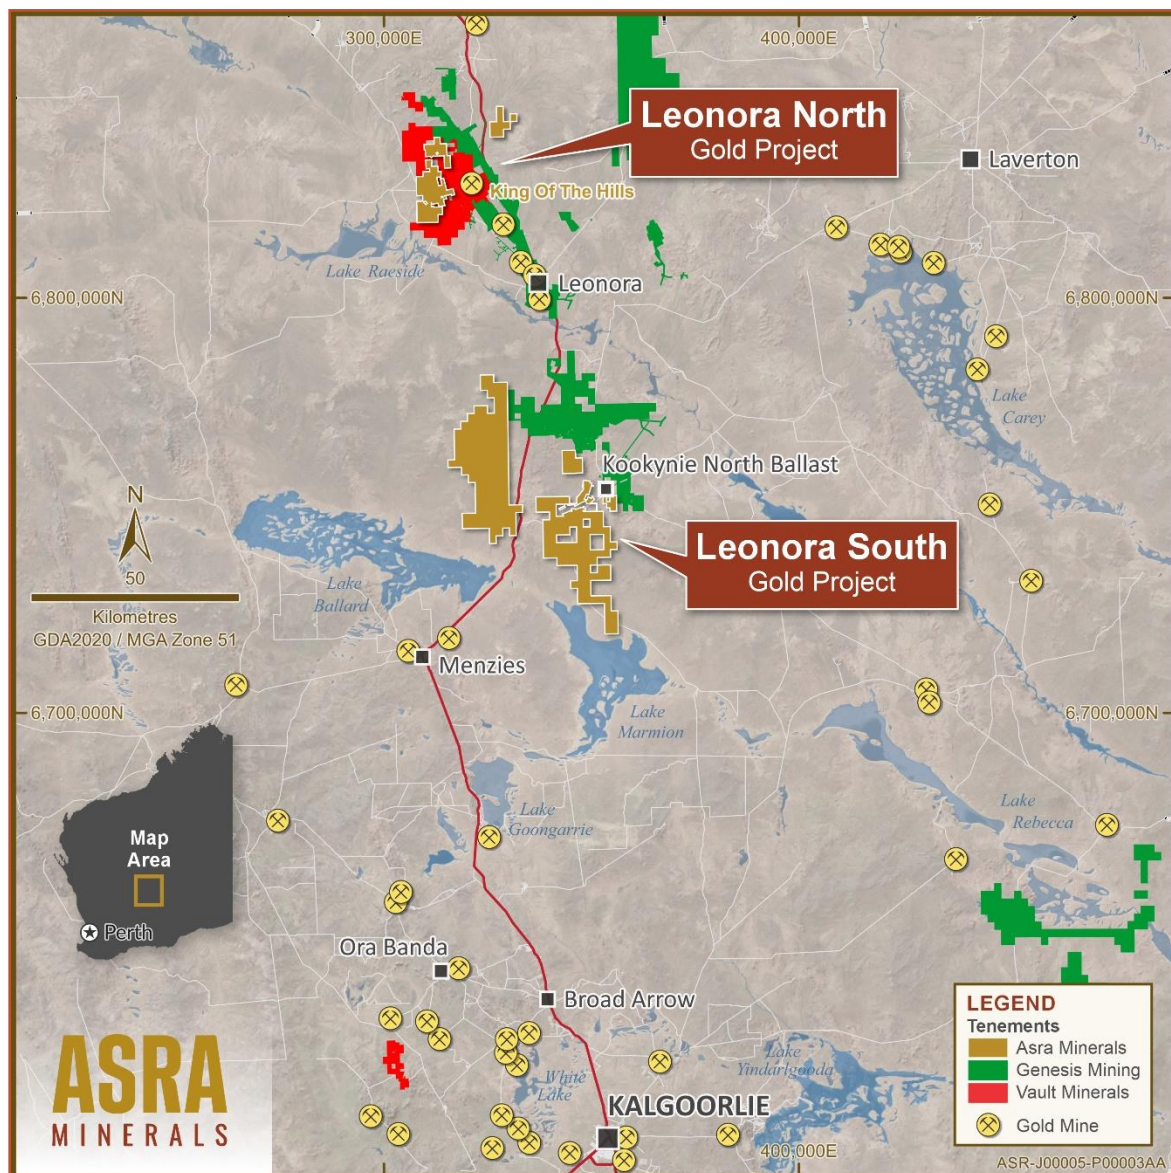 300,000E
400,000E
Leonora North
Gold Project
Laverton
King Of The Hills
Lake Raeside
Leonora
6,800,000N
6,800,000N
Lake
Carey
Kookynie North Ballast
N
Leonora South
Gold Project
50
Kilometres
GDA2020 / MGA Zone 51
Lake
Ballard
Menzies
6,700,000N
Lake
Marmion
6,700,000N
Lake
Goongarrie
Lake
Rebecca
Map
Area
Perth
Ora Banda
Broad Arrow
LEGEND
Tenements
Asra Minerals
Genesis Mining
Vault Minerals
Gold Mine
ASRA
MINERALS
White
Lake
Lake
Yindarlgooda
KALGOORLIE
400,000E
ASR-J00005-P00003AA